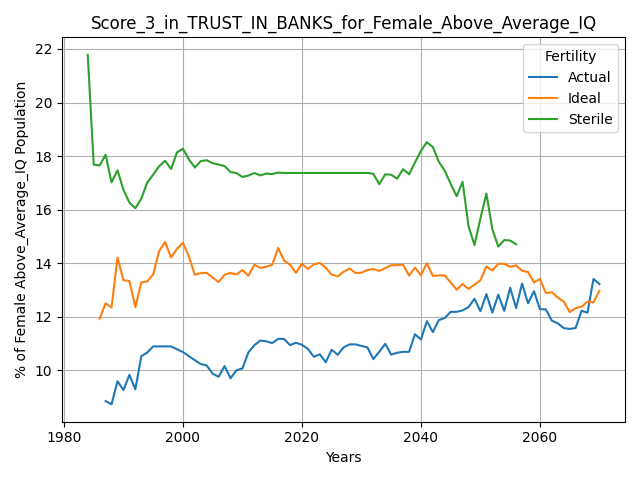 Score_3_in_TRUST_IN_BANKS_for_Female_Above_Average_IQ
% of Female Above_Average_IQ Population
22
20
18
16
14
12
10
Fertility
Actual
Ideal
Sterile
1980 2000 2020 2040 2060
Years